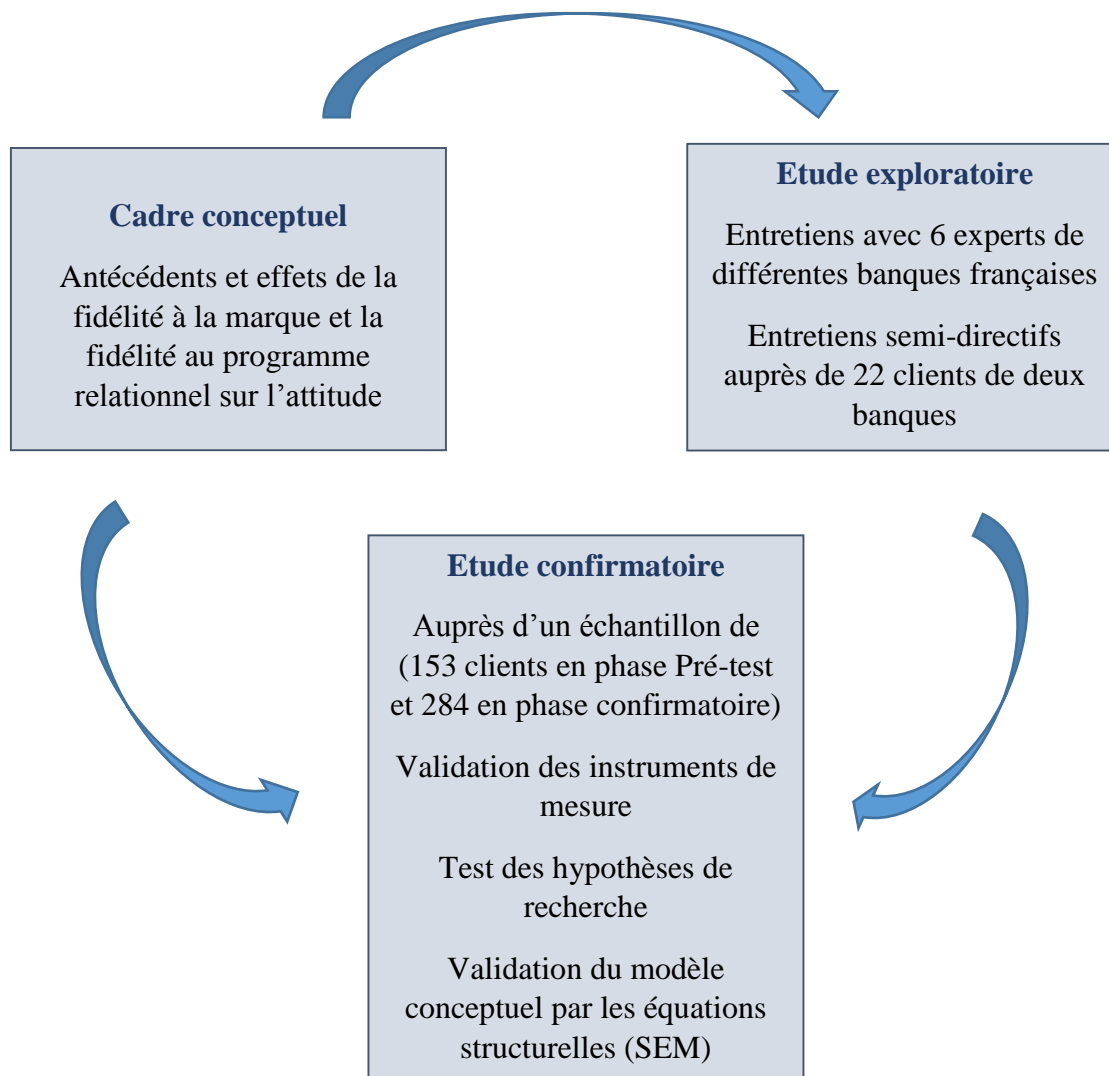 Cadre conceptuel
Antécédents et effets de la
fidélité à la marque et la
fidélité au programme
relationnel sur l’attitude
Etude exploratoire
Entretiens avec 6 experts de
différentes banques françaises
Entretiens semi-directifs
auprès de 22 clients de deux
banques
Etude confirmatoire
Auprès d’un échantillon de
(153 clients en phase Pré-test
et 284 en phase confirmatoire)
Validation des instruments de
mesure
Test des hypothèses de
recherche
Validation du modèle
conceptuel par les équations
structurelles (SEM)